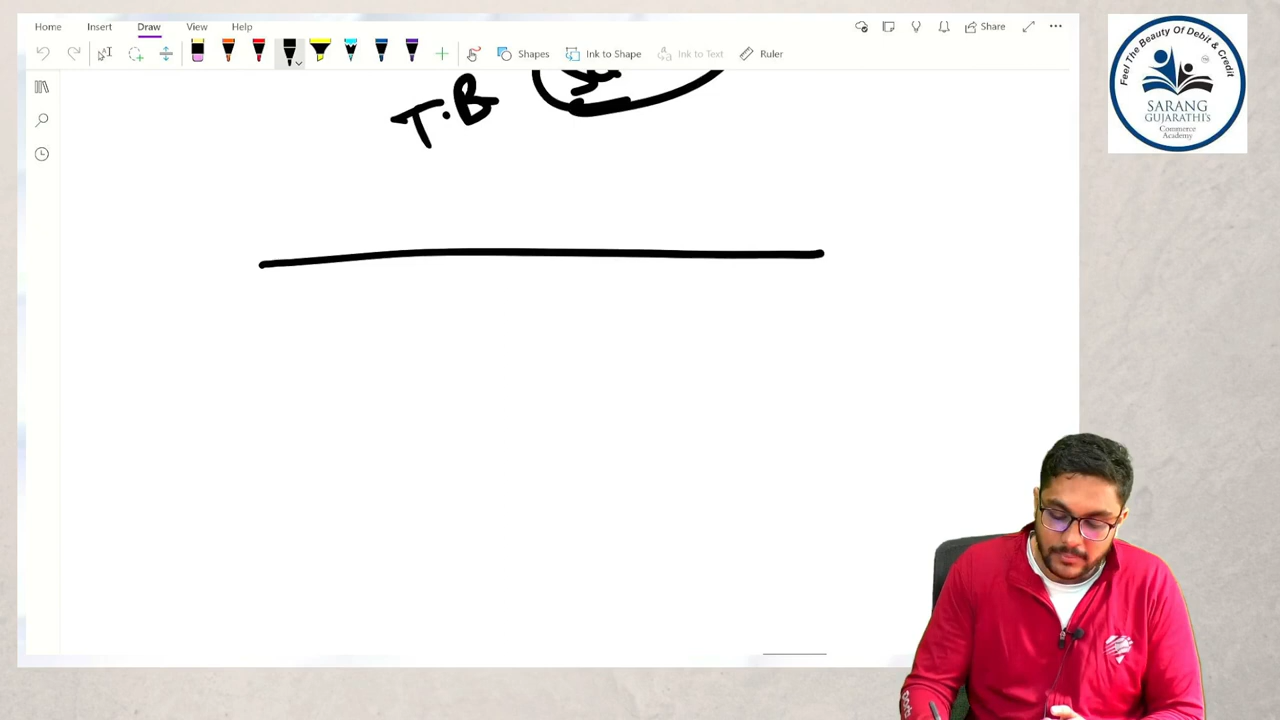 Home Insert Draw View Help
Share
Shapes Ink to Shape Ink to Text Ruler
T.B
Feel The Beauty Of Debit & Credit
TM
SARANG
GUJARATHI's
Commerce
Academy